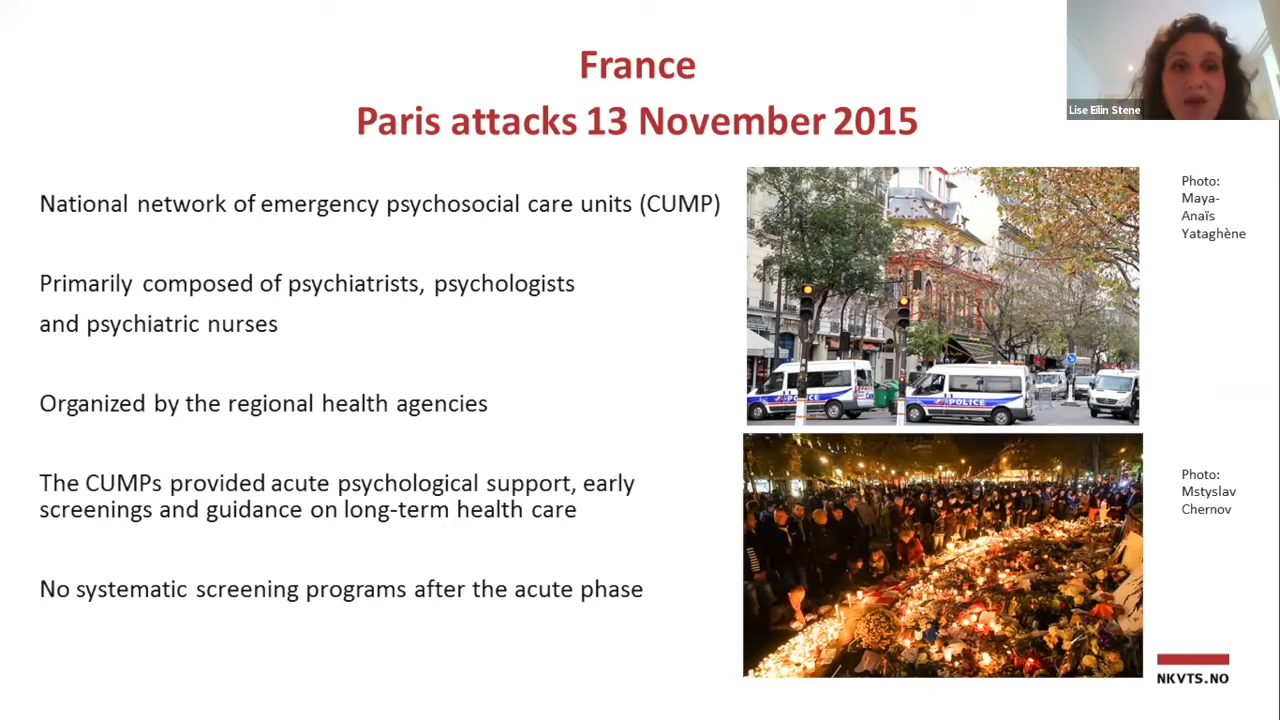 France
Paris attacks 13 November 2015
Lise Eilin Stene
National network of emergency psychosocial care units (CUMP)
Primarily composed of psychiatrists, psychologists
and psychiatric nurses
Organized by the regional health agencies
The CUMPs provided acute psychological support, early
screenings and guidance on long-term health care
No systematic screening programs after the acute phase
Photo:
Maya-
Anaïs
Yataghène
POLICE
POLICE
Photo:
Mstyslav
Chernov
NKVTS.NO